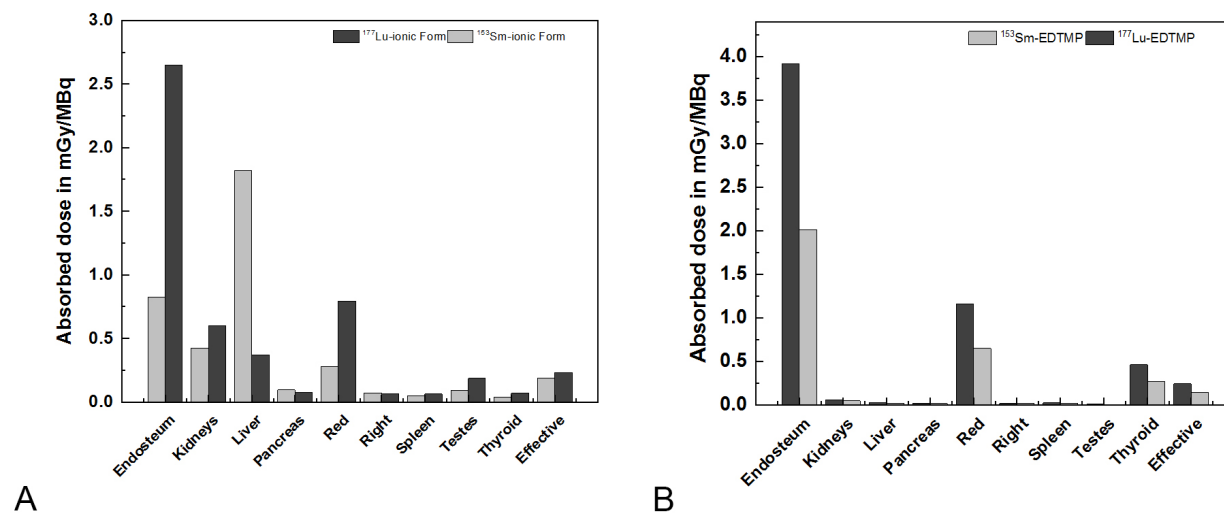 Absorbed dose in mGy/MBq
3.0
2.5
2.0
1.5
1.0
0.5
0.0
¹⁷⁷Lu-ionic Form ¹⁵³Sm-ionic Form
Endosteum Kidneys Liver Pancreas Red Right Spleen Testes Thyroid Effective
A
Absorbed dose in mGy/MBq
4.0
3.5
3.0
2.5
2.0
1.5
1.0
0.5
0.0
¹⁵³Sm-EDTMP ¹⁷⁷Lu-EDTMP
Endosteum Kidneys Liver Pancreas Red Right Spleen Testes Thyroid Effective
B